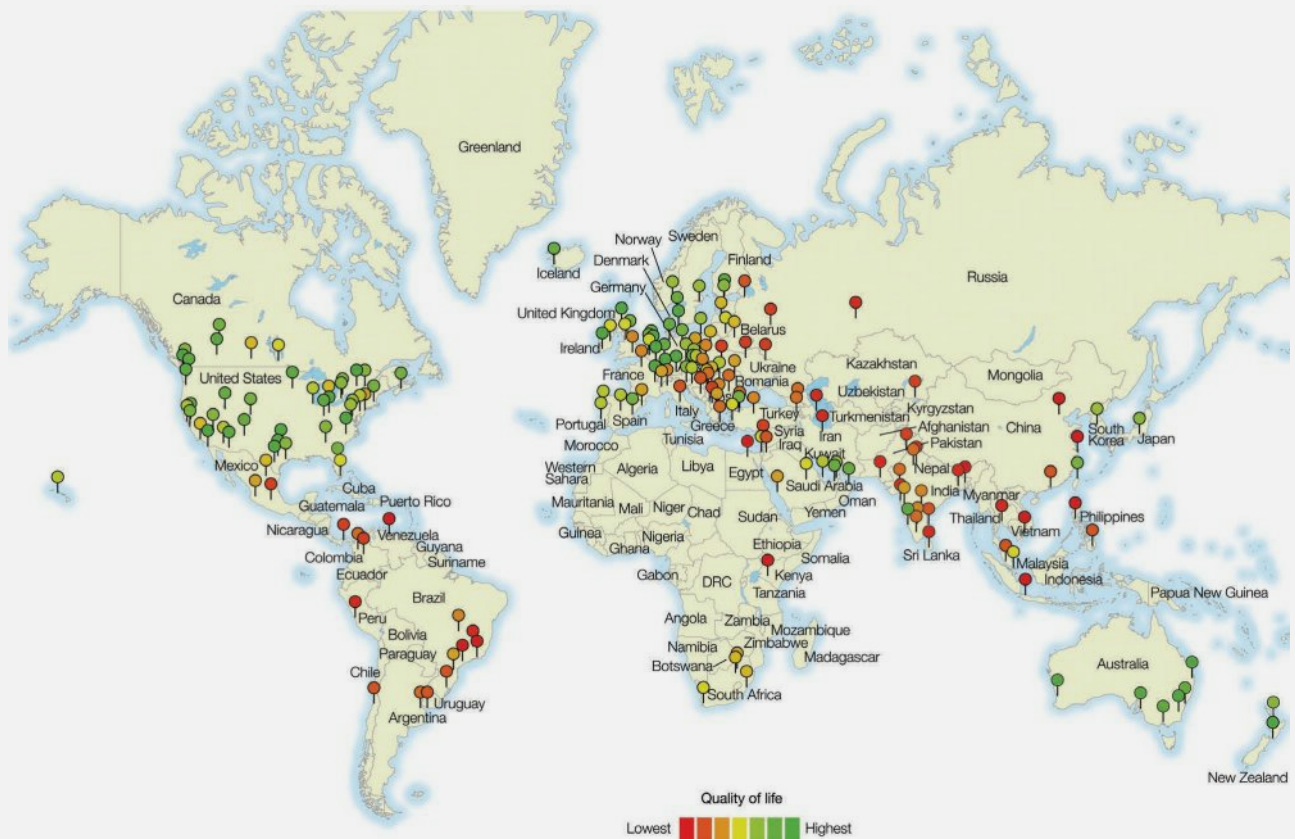 Greenland
Norway
Sweden
Denmark
Finland
Iceland
Russia
Germany
Canada
United Kingdom
Belarus
Ireland
Kazakhstan
Ukraine
Mongolia
United States
France
Romania
Uzbekistan
Kyrgyzstan
Italy
Turkey
Turkmenistan
Afghanistan
China
South
Korea
Japan
Portugal
Spain
Greece
Syria
Iran
Pakistan
Morocco
Tunisia
Iraq
Kuwait
Nepal
Mexico
Western
Sahara
Algeria
Libya
Egypt
Saudi Arabia
India
Myanmar
Cuba
Oman
Puerto Rico
Guatemala
Mauritania
Mali
Niger
Chad
Sudan
Yemen
Thailand
Vietnam
Philippines
Nicaragua
Venezuela
Guinea
Nigeria
Ghana
Ethiopia
Somalia
Sri Lanka
Guyana
Colombia
Suriname
Malaysia
Ecuador
Gabon
DRC
Kenya
Indonesia
Tanzania
Papua New Guinea
Brazil
Peru
Angola
Zambia
Mozambique
Bolivia
Zimbabwe
Paraguay
Namibia
Botswana
Madagascar
Chile
Australia
South Africa
Uruguay
Argentina
New Zealand
Quality of life
Lowest
Highest